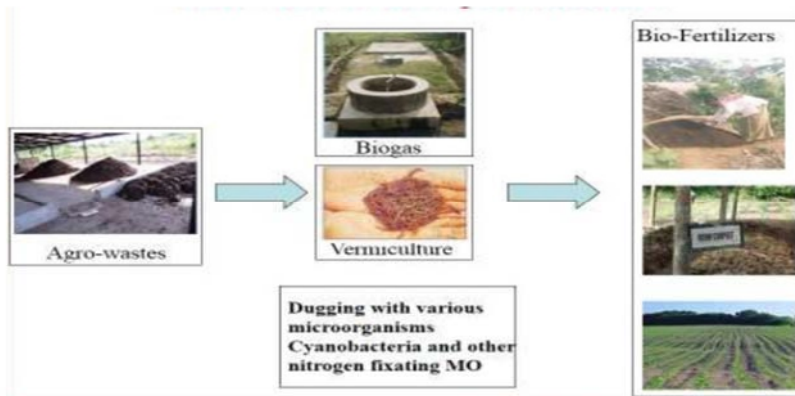 Agro-wastes
Biogas
Vermiculture
Dugging with various
microorganisms
Cyanobacteria and other
nitrogen fixating MO
Bio-Fertilizers